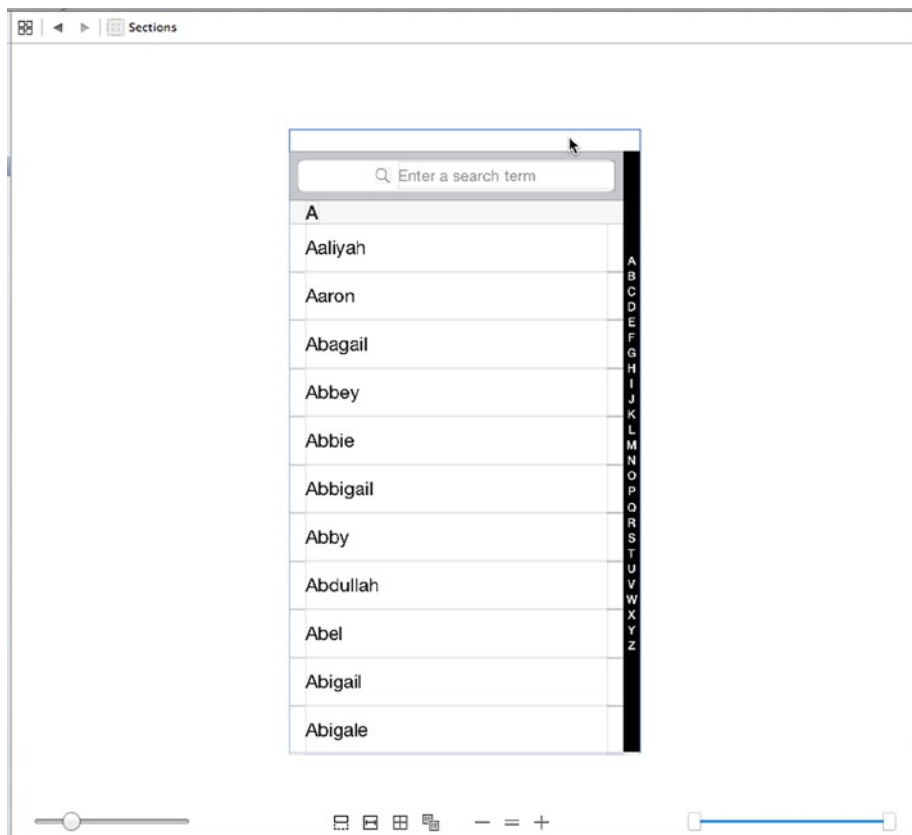 Sections
Enter a search term
A
Aaliyah
Aaron
Abagail
Abbey
Abbie
Abbigail
Abby
Abdullah
Abel
Abigail
Abigale
A
B
C
D
E
F
G
H
I
J
K
L
M
N
O
P
Q
R
S
T
U
V
W
X
Y
Z